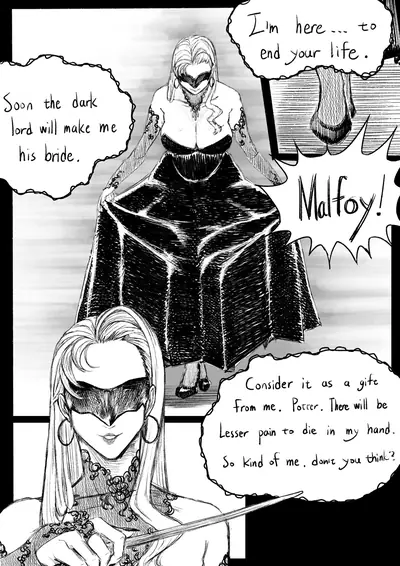 I'm here... to
end your life.
Soon the dark
lord will make me
his bride.
Malfoy!
Consider it as a gift
from me, Potter. There will be
Lesser pain to die in my hand.
So kind of me, don't you think?